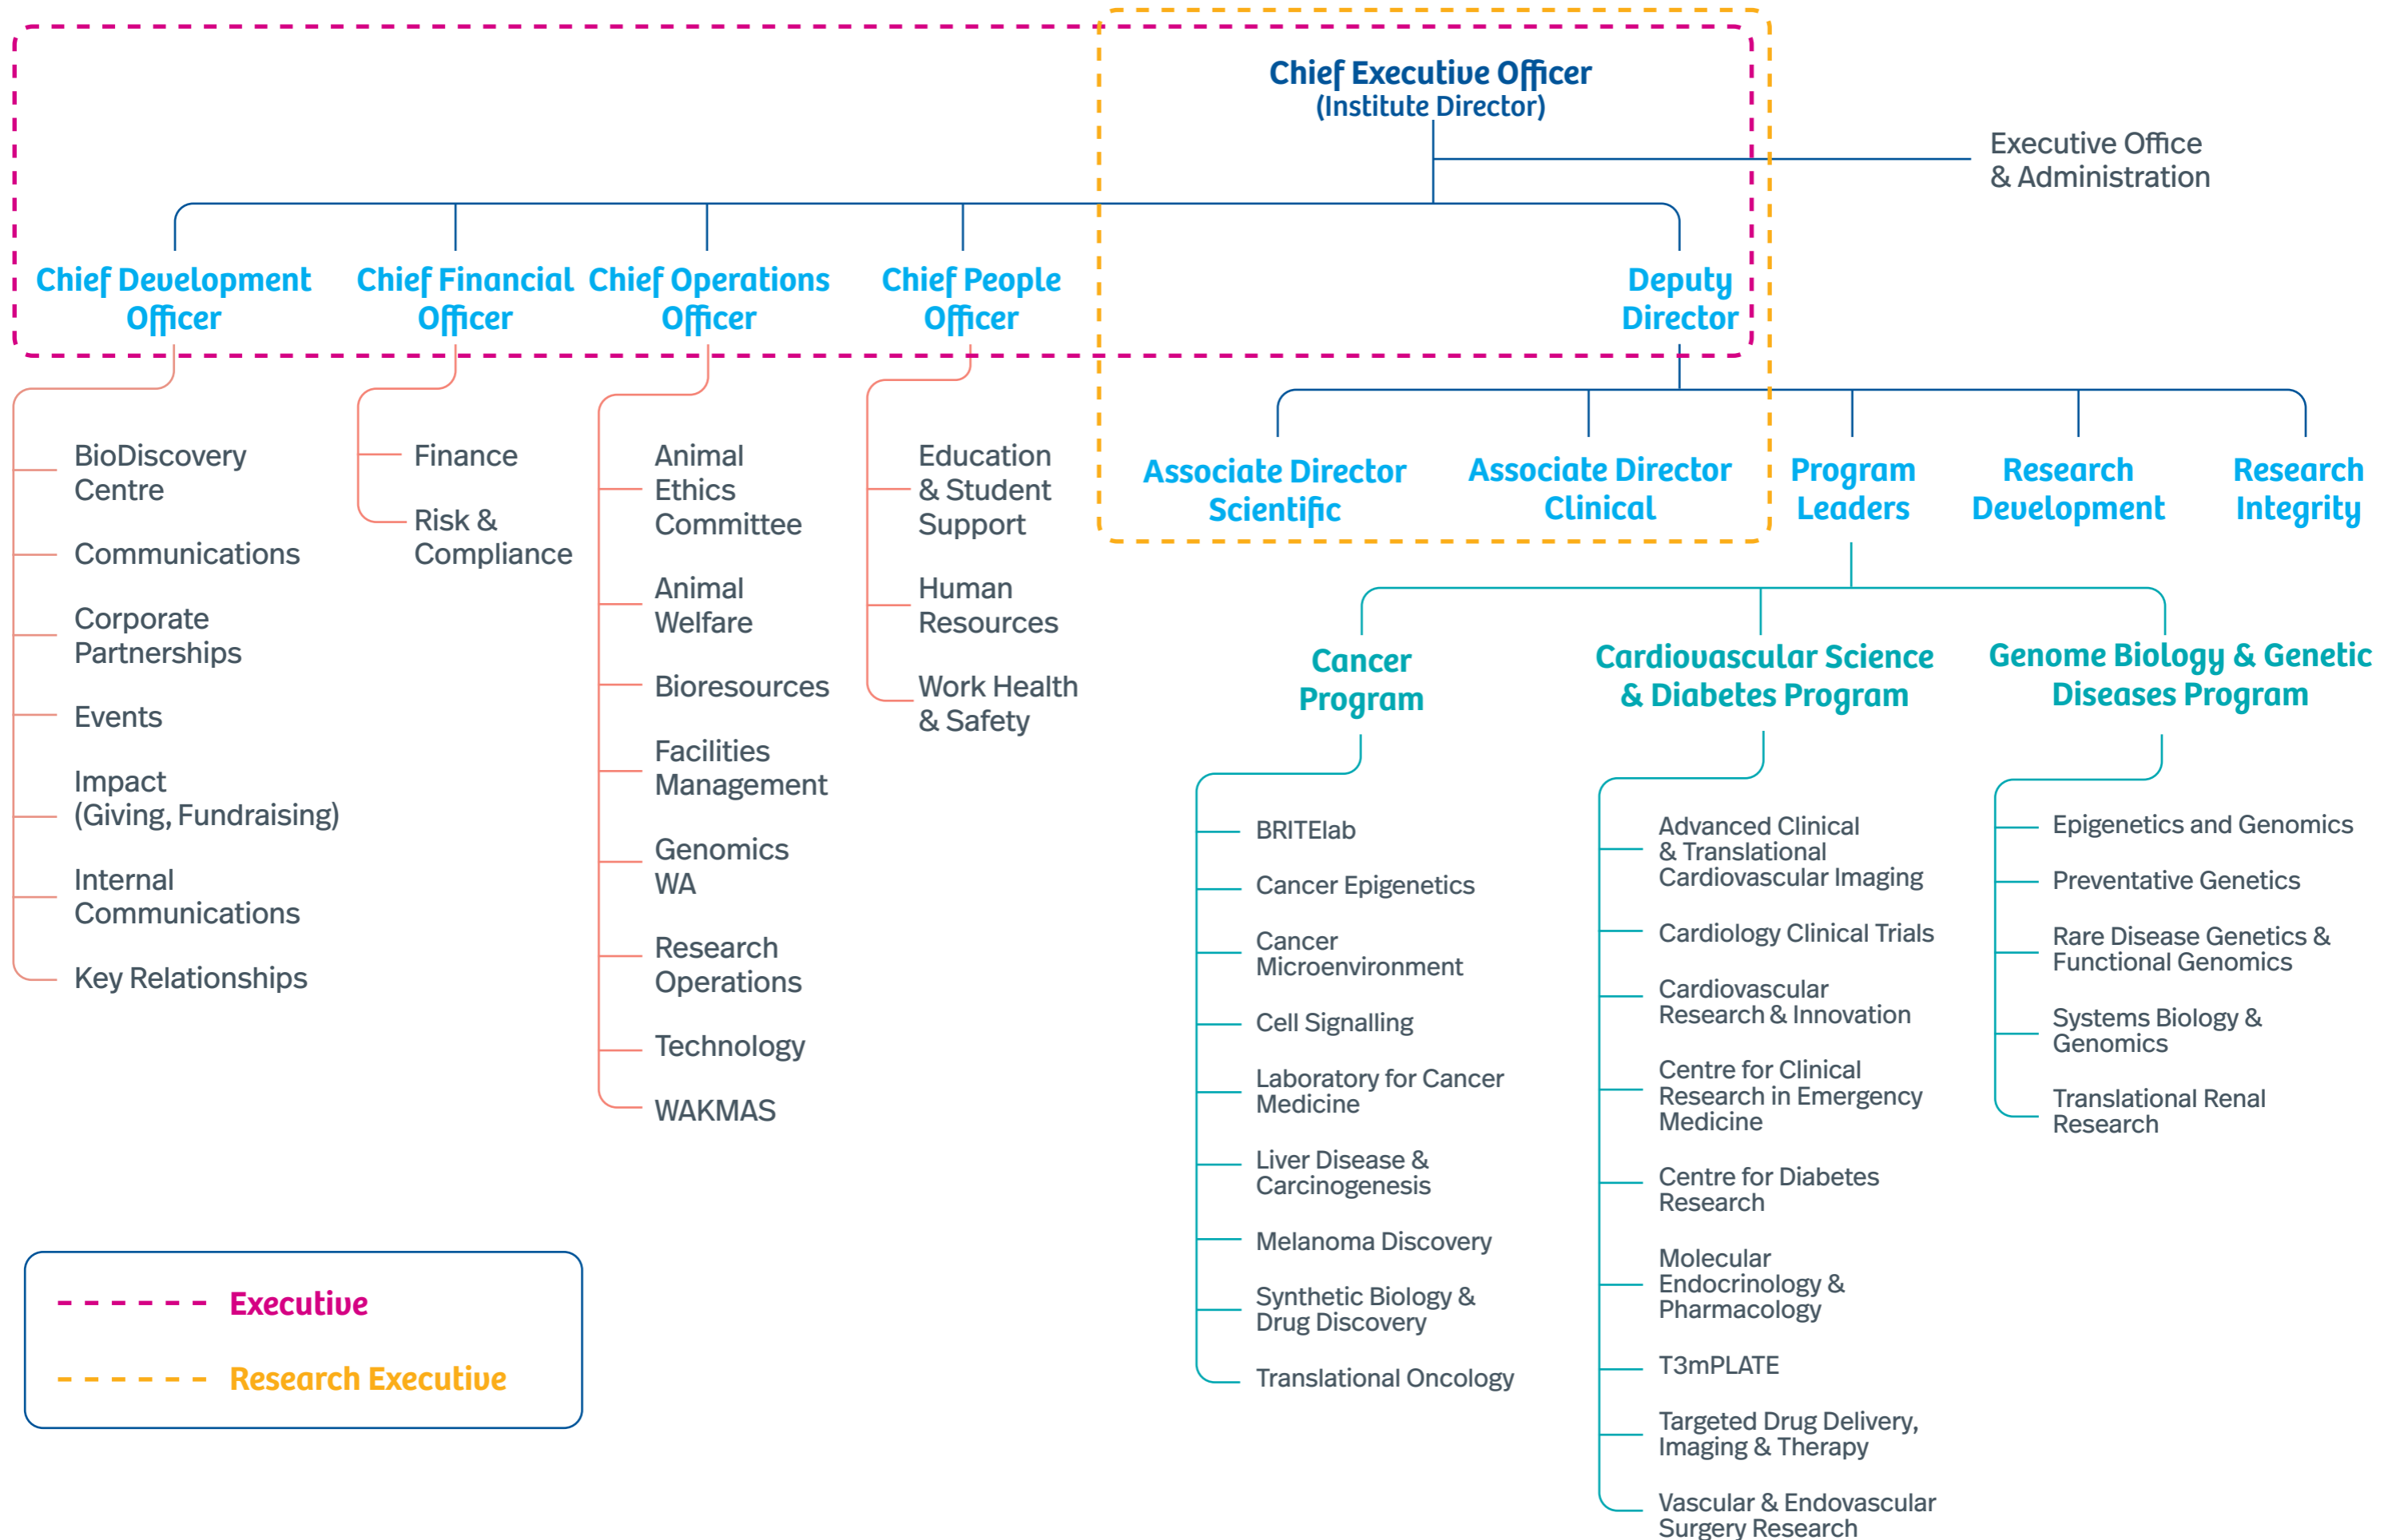 Chief Executive Officer
(Institute Director)
Executive Office
& Administration
Chief Development
Officer
Chief Financial
Officer
Chief Operations
Officer
Chief People
Officer
Deputy
Director
BioDiscovery
Centre
Communications
Corporate
Partnerships
Events
Impact
(Giving, Fundraising)
Internal
Communications
Key Relationships
Finance
Risk &
Compliance
Animal
Ethics
Committee
Animal
Welfare
Bioresources
Facilities
Management
Genomics
WA
Research
Operations
Technology
WAKMAS
Education
& Student
Support
Human
Resources
Work Health
& Safety
Associate Director
Scientific
Associate Director
Clinical
Program
Leaders
Research
Development
Research
Integrity
Cancer
Program
Cardiovascular Science
& Diabetes Program
Genome Biology & Genetic
Diseases Program
BRITElab
Cancer Epigenetics
Cancer
Microenvironment
Cell Signalling
Laboratory for Cancer
Medicine
Liver Disease &
Carcinogenesis
Melanoma Discovery
Synthetic Biology &
Drug Discovery
Translational Oncology
Advanced Clinical
& Translational
Cardiovascular Imaging
Cardiology Clinical Trials
Cardiovascular
Research & Innovation
Centre for Clinical
Research in Emergency
Medicine
Centre for Diabetes
Research
Molecular
Endocrinology &
Pharmacology
T3mPLATE
Targeted Drug Delivery,
Imaging & Therapy
Vascular & Endovascular
Surgery Research
Epigenetics and Genomics
Preventative Genetics
Rare Disease Genetics &
Functional Genomics
Systems Biology &
Genomics
Translational Renal
Research
Executive
Research Executive